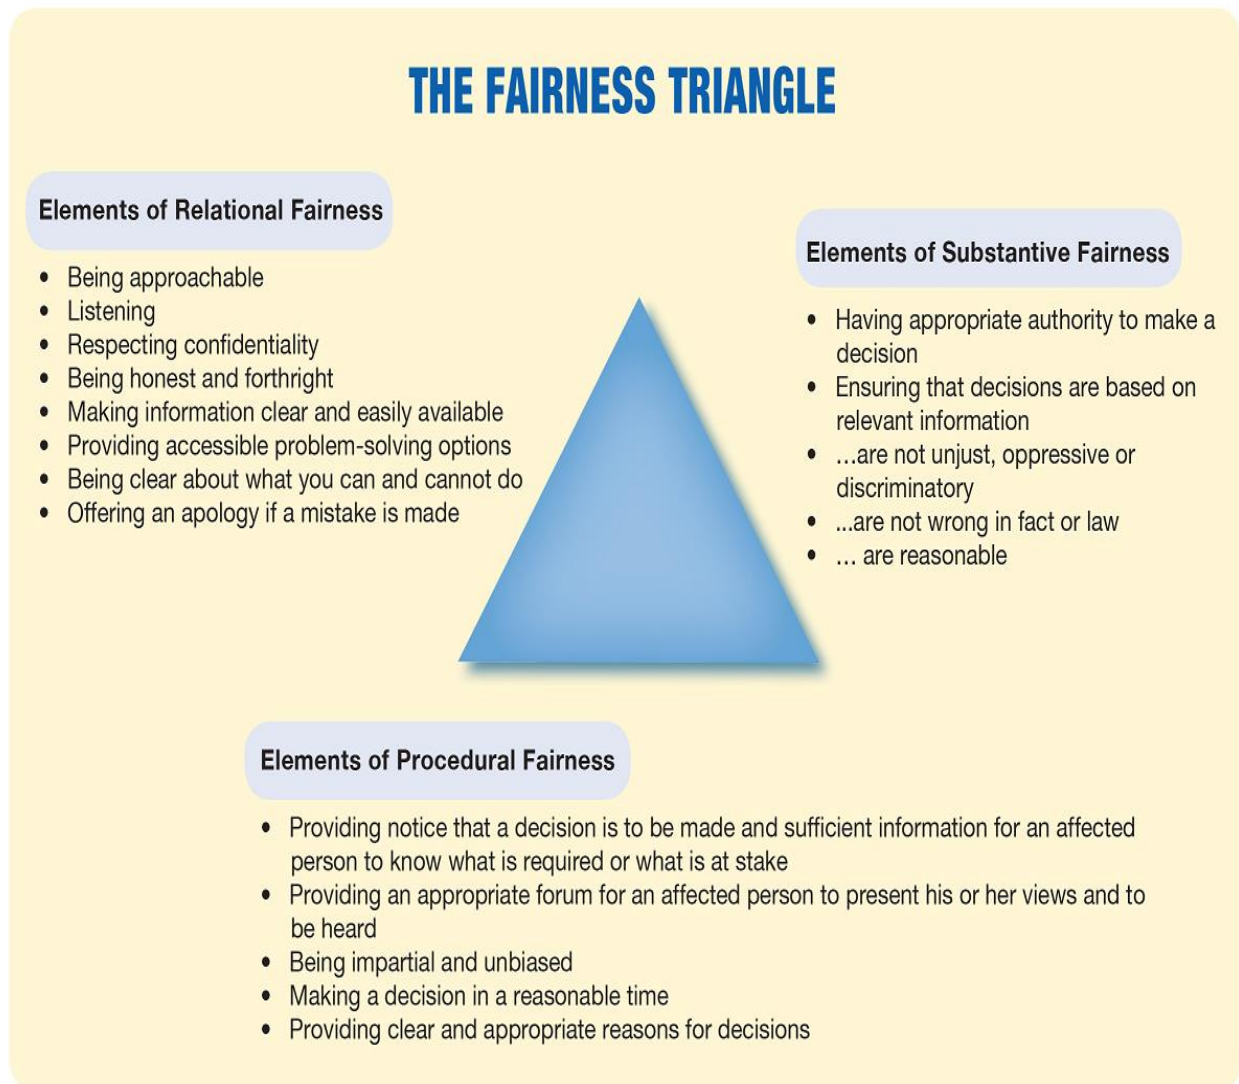 THE FAIRNESS TRIANGLE
Elements of Relational Fairness
• Being approachable
• Listening
• Respecting confidentiality
• Being honest and forthright
• Making information clear and easily available
• Providing accessible problem-solving options
• Being clear about what you can and cannot do
• Offering an apology if a mistake is made
Elements of Substantive Fairness
• Having appropriate authority to make a
decision
• Ensuring that decisions are based on
relevant information
• ...are not unjust, oppressive or
discriminatory
• ...are not wrong in fact or law
• ... are reasonable
Elements of Procedural Fairness
• Providing notice that a decision is to be made and sufficient information for an affected
person to know what is required or what is at stake
• Providing an appropriate forum for an affected person to present his or her views and to
be heard
• Being impartial and unbiased
• Making a decision in a reasonable time
• Providing clear and appropriate reasons for decisions